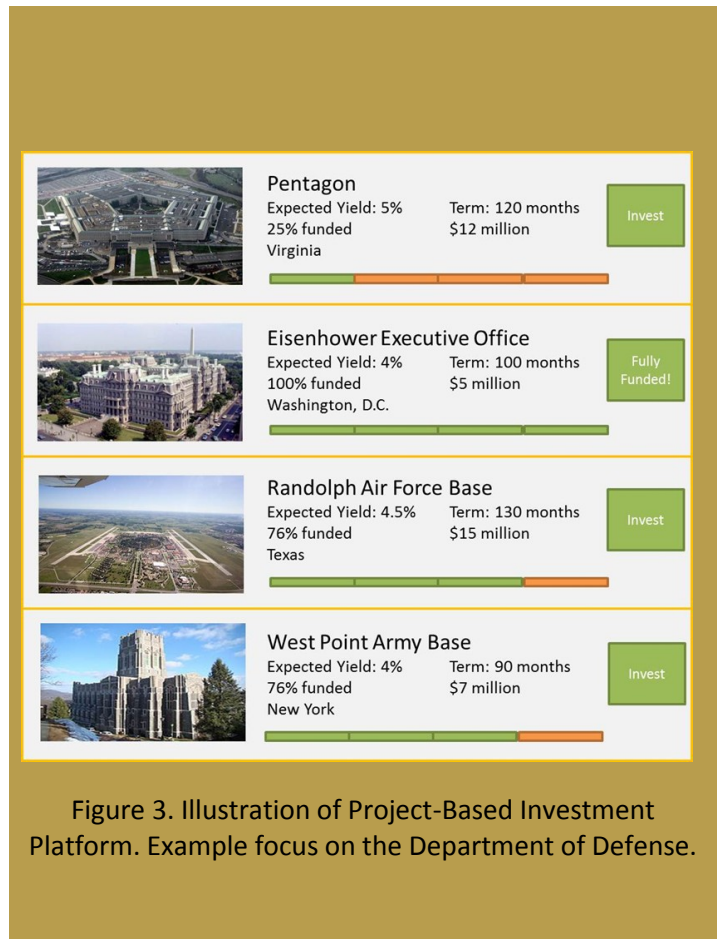 Pentagon
Expected Yield: 5% Term: 120 months
25% funded $12 million
Virginia
Invest
Eisenhower Executive Office
Expected Yield: 4% Term: 100 months
100% funded $5 million
Washington, D.C.
Fully
Funded!
Randolph Air Force Base
Expected Yield: 4.5% Term: 130 months
76% funded $15 million
Texas
Invest
West Point Army Base
Expected Yield: 4% Term: 90 months
76% funded $7 million
New York
Invest
Figure 3. Illustration of Project-Based Investment
Platform. Example focus on the Department of Defense.